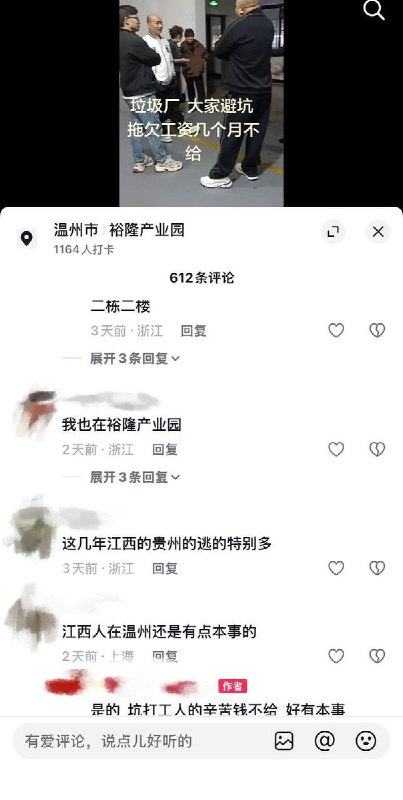 垃圾厂 大家避坑
拖欠工资几个月不
给
温州市 裕隆产业园
1164人打卡
612条评论
二栋二楼
3天前 · 浙江 回复
展开3条回复
我也在裕隆产业园
2天前 · 浙江 回复
展开3条回复
这几年江西的贵州的逃的特别多
3天前 · 浙江 回复
江西人在温州还是有点本事的
2天前 · 上海 回复
作者
是的 坑打工人的辛苦钱不给 好有本事
有爱评论，说点儿好听的